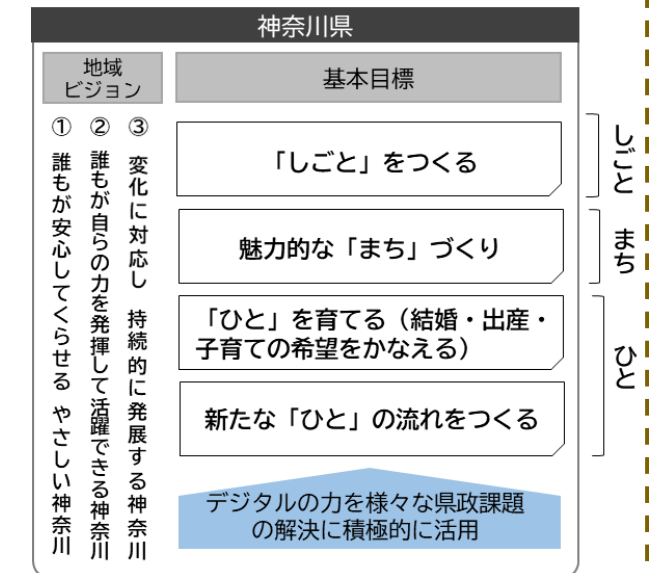 神奈川県
地域
ビジョン
基本目標
① 誰もが安心してくらせる やさしい神奈川
② 誰もが自らの力を発揮して活躍できる神奈川
③ 変化に対応し 持続的に発展する神奈川
「しごと」をつくる
魅力的な「まち」づくり
「ひと」を育てる（結婚・出産・
子育ての希望をかなえる）
新たな「ひと」の流れをつくる
デジタルの力を様々な県政課題
の解決に積極的に活用
しごと
まち
ひと